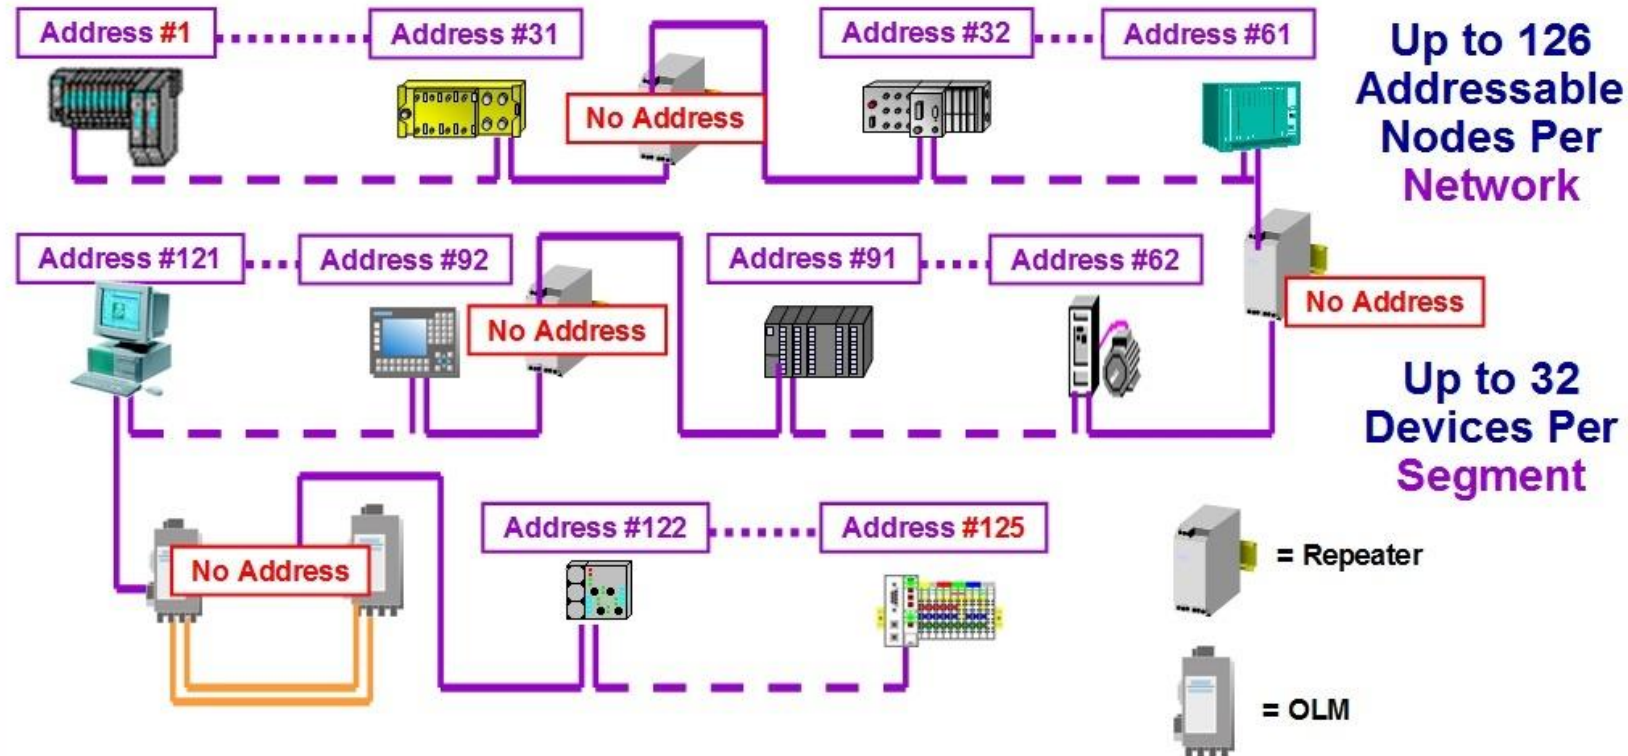 Address #1
Address #31
Address #32
Address #61
No Address
Up to 126
Addressable
Nodes Per
Network
Address #121
Address #92
Address #91
Address #62
No Address
No Address
Up to 32
Devices Per
Segment
Address #122
Address #125
No Address
= Repeater
= OLM